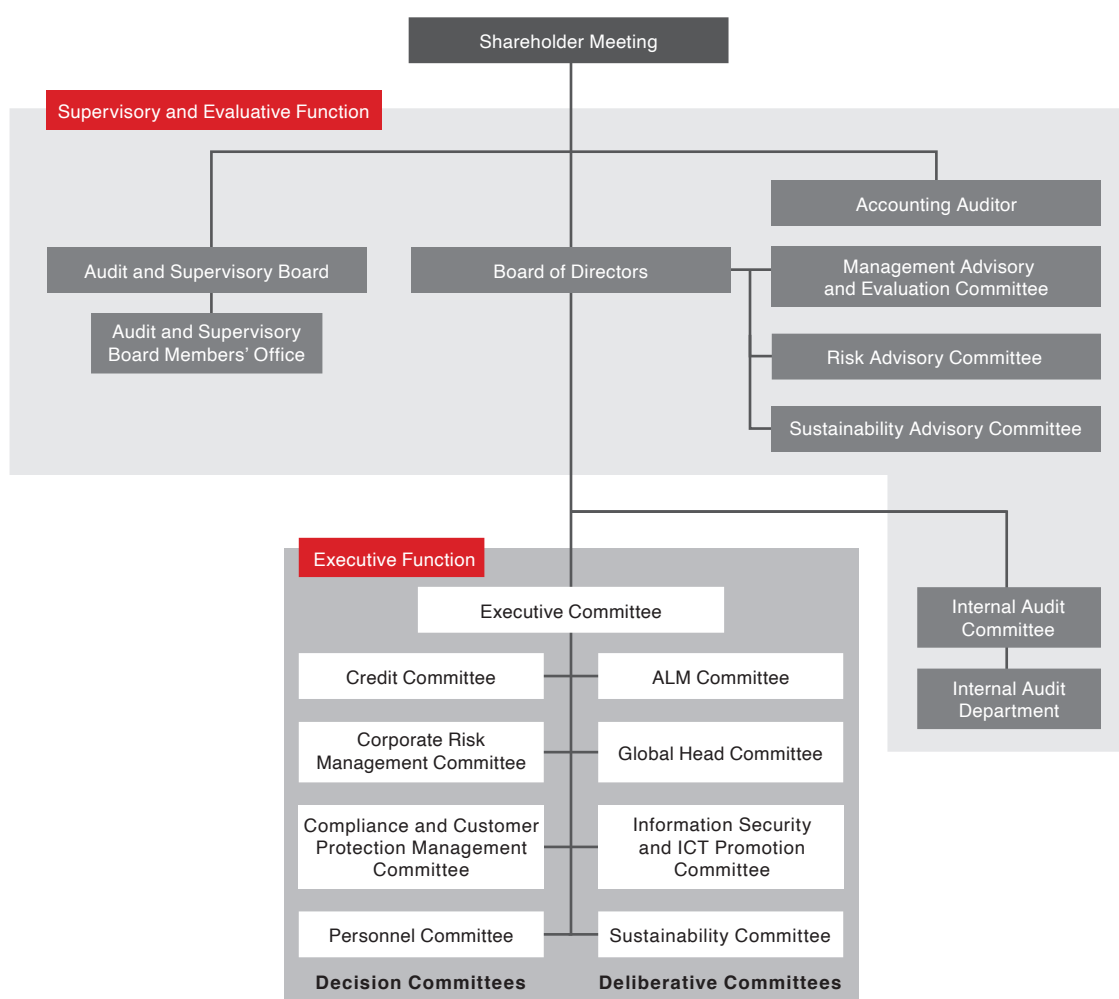 Shareholder Meeting
Supervisory and Evaluative Function
Accounting Auditor
Audit and Supervisory Board
Board of Directors
Management Advisory
and Evaluation Committee
Audit and Supervisory
Board Members’ Office
Risk Advisory Committee
Sustainability Advisory Committee
Executive Function
Executive Committee
Internal Audit
Committee
Credit Committee
ALM Committee
Internal Audit
Department
Corporate Risk
Management Committee
Global Head Committee
Compliance and Customer
Protection Management
Committee
Information Security
and ICT Promotion
Committee
Personnel Committee
Sustainability Committee
Decision Committees
Deliberative Committees